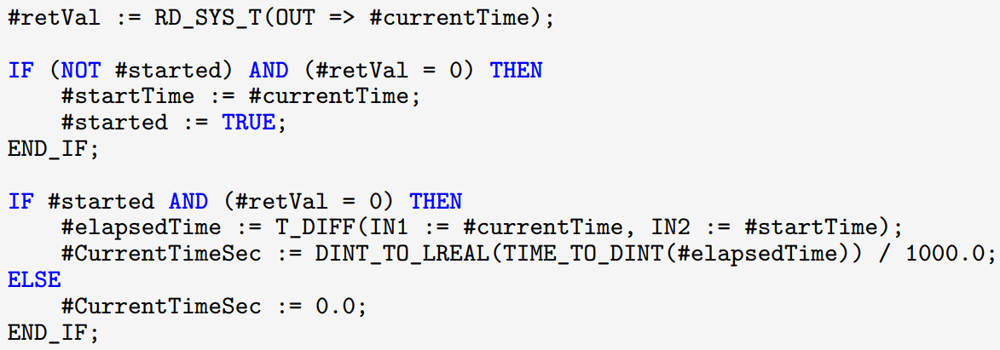 #retVal := RD_SYS_T(OUT => #currentTime);
IF (NOT #started) AND (#retVal = 0) THEN
#startTime := #currentTime;
#started := TRUE;
END_IF;
IF #started AND (#retVal = 0) THEN
#elapsedTime := T_DIFF(IN1 := #currentTime, IN2 := #startTime);
#CurrentTimeSec := DINT_TO_LREAL(TIME_TO_DINT(#elapsedTime)) / 1000.0;
ELSE
#CurrentTimeSec := 0.0;
END_IF;